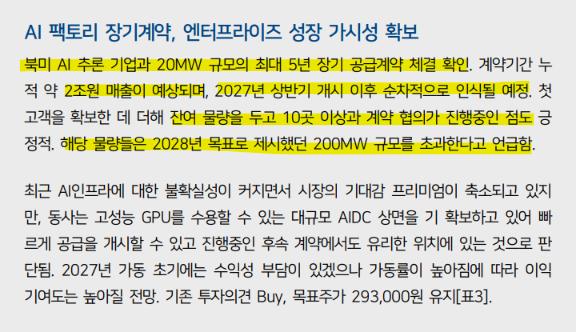 AI 팩토리 장기계약, 엔터프라이즈 성장 가시성 확보
북미 AI 추론 기업과 20MW 규모의 최대 5년 장기 공급계약 체결 확인. 계약기간 누
적 약 2조원 매출이 예상되며, 2027년 상반기 개시 이후 순차적으로 인식될 예정. 첫
고객을 확보한 데 더해 잔여 물량을 두고 10곳 이상과 계약 협의가 진행중인 점도 긍
정적. 해당 물량들은 2028년 목표로 제시했던 200MW 규모를 초과한다고 언급함.
최근 AI인프라에 대한 불확실성이 커지면서 시장의 기대감 프리미엄이 축소되고 있지
만, 동사는 고성능 GPU를 수용할 수 있는 대규모 AIDC 상면을 기 확보하고 있어 빠
르게 공급을 개시할 수 있고 진행중인 후속 계약에서도 유리한 위치에 있는 것으로 판
단됨. 2027년 가동 초기에는 수익성 부담이 있겠으나 가동률이 높아짐에 따라 이익
기여도는 높아질 전망. 기존 투자의견 Buy, 목표주가 293,000원 유지[표3].